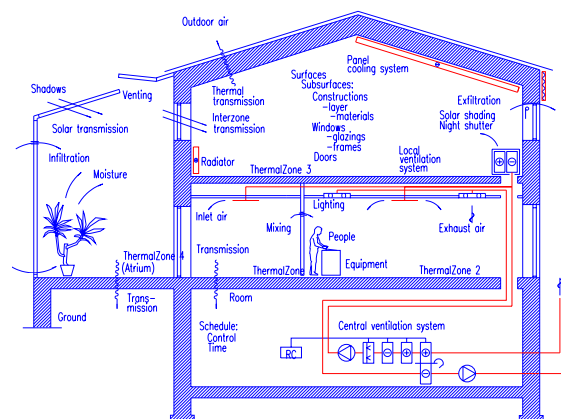 Outdoor air
Panel
cooling system
Surfaces
Subsurfaces:
Constructions
-layer
-materials
Windows
-glazings
-frames
Doors
Shadows
Venting
Thermal
transmission
Exfiltration
Solar transmission
Interzone
transmission
Solar shading
Night shutter
Infiltration
Radiator
Local
ventilation
system
Moisture
ThermalZone 3
Inlet air
Lighting
Mixing
Exhaust air
People
ThermalZone 4
(Atrium)
Transmission
Equipment
ThermalZone
ThermalZone 2
Trans-
mission
Room
Ground
Schedule:
Control
Time
Central ventilation system
RC